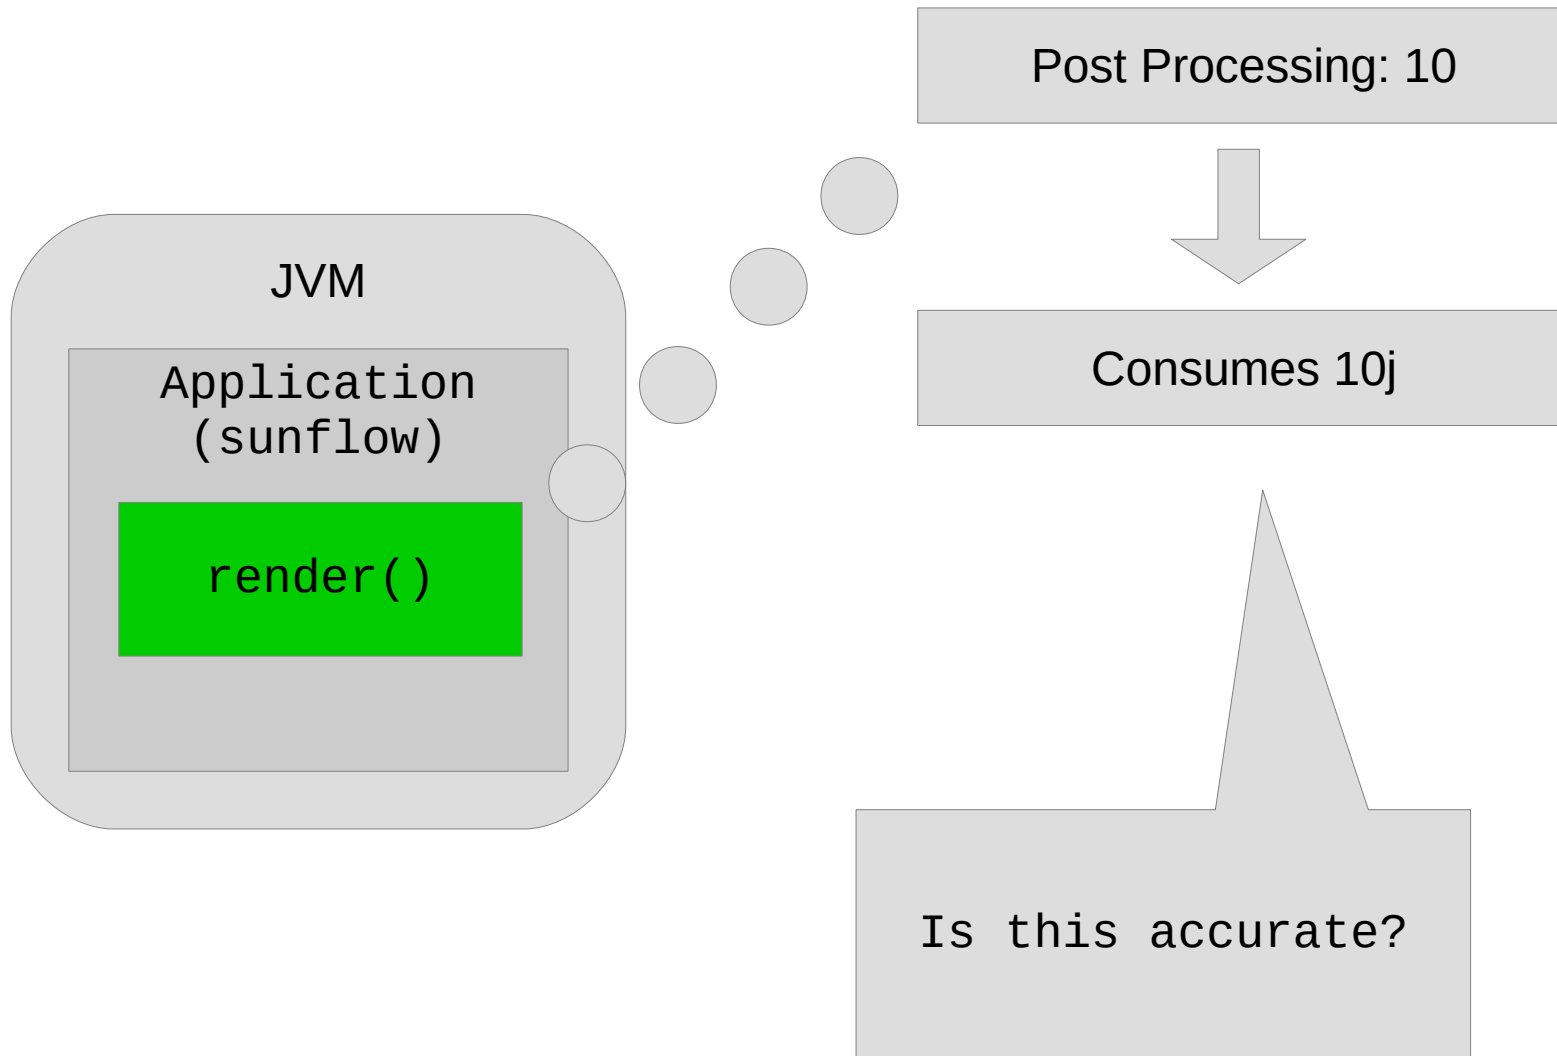 Post Processing: 10
JVM
Application
(sunflow)
render()
Consumes 10j
Is this accurate?